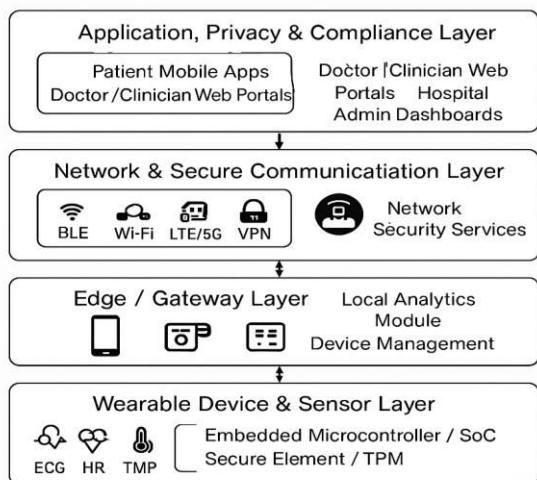 Application, Privacy & Compliance Layer
Patient Mobile Apps
Doctor/Clinician Web Portals
Doctor /Clinician Web
Portals Hospital
Admin Dashboards
Network & Secure Communicatiation Layer
BLE Wi-Fi LTE/5G VPN
Network
Security Services
Edge / Gateway Layer
Local Analytics
Module
Device Management
Wearable Device & Sensor Layer
ECG HR TMP
Embedded Microcontroller / SoC
Secure Element / TPM